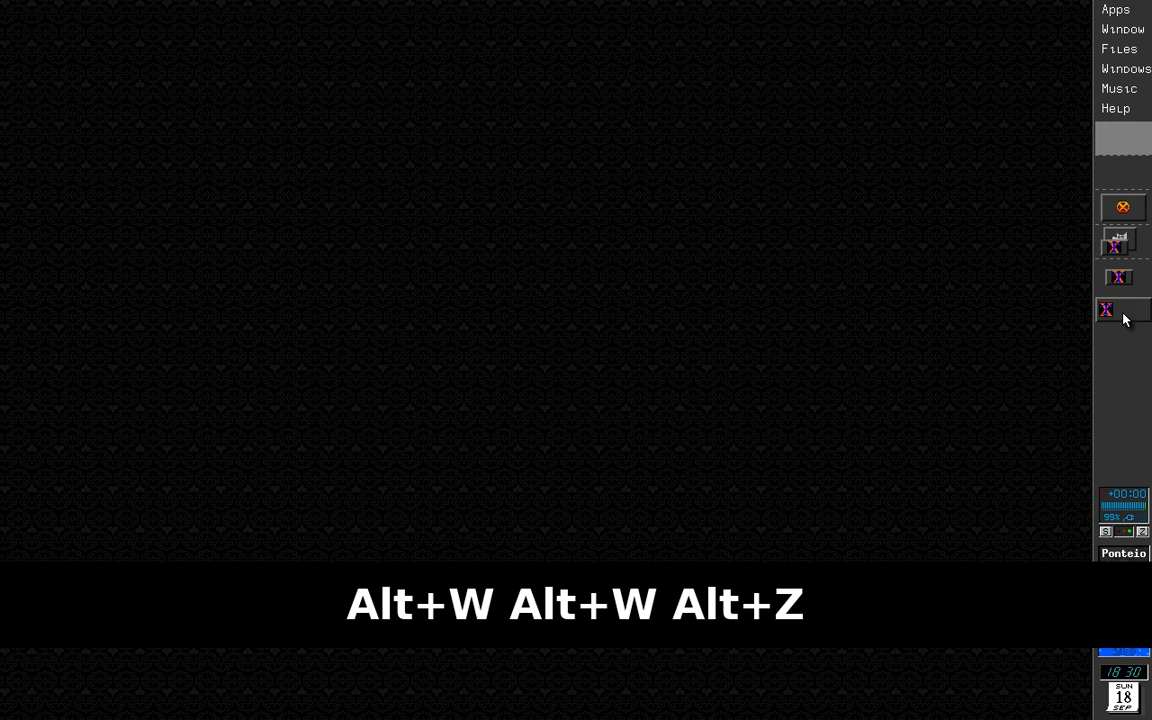 Apps
Window
Files
Windows
Music
Help
+00:00
99%
S Z
Ponteio
Alt+W Alt+W Alt+Z
18 30
SUN
18
SEP